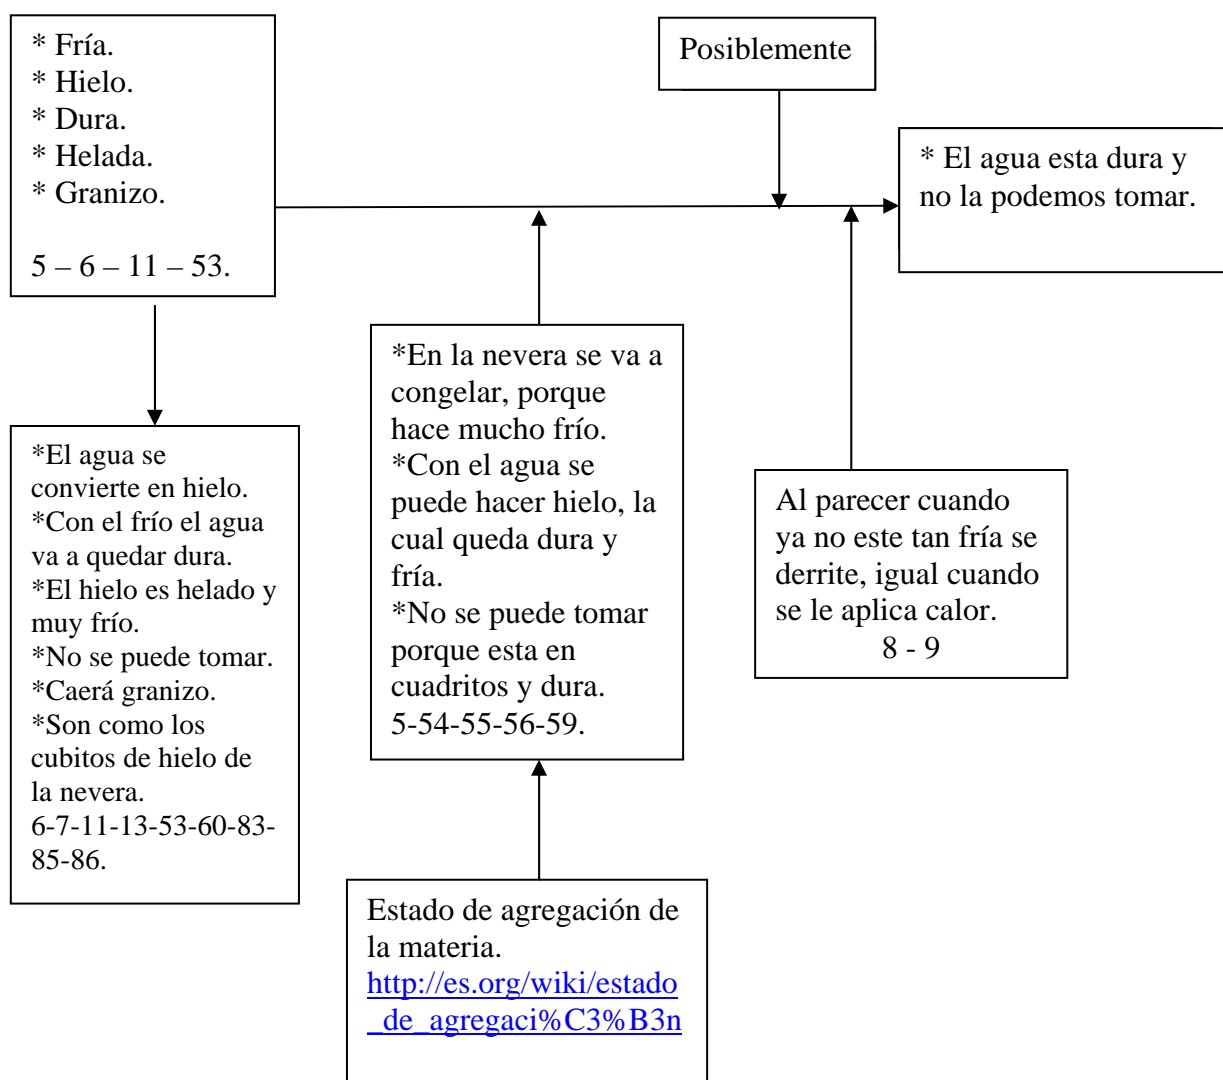 * Fría.
* Hielo.
* Dura.
* Helada.
* Granizo.
5 – 6 – 11 – 53.
Posiblemente
* El agua esta dura y
no la podemos tomar.
*El agua se
convierte en hielo.
*Con el frío el agua
va a quedar dura.
*El hielo es helado y
muy frío.
*No se puede tomar.
*Caerá granizo.
*Son como los
cubitos de hielo de
la nevera.
6-7-11-13-53-60-83-
85-86.
*En la nevera se va a
congelar, porque
hace mucho frío.
*Con el agua se
puede hacer hielo, la
cual queda dura y
fría.
*No se puede tomar
porque esta en
cuadritos y dura.
5-54-55-56-59.
Al parecer cuando
ya no este tan fría se
derrite, igual cuando
se le aplica calor.
8 - 9
Estado de agregación de
la materia.
http://es.org/wiki/estado
_de_agregaci%C3%B3n